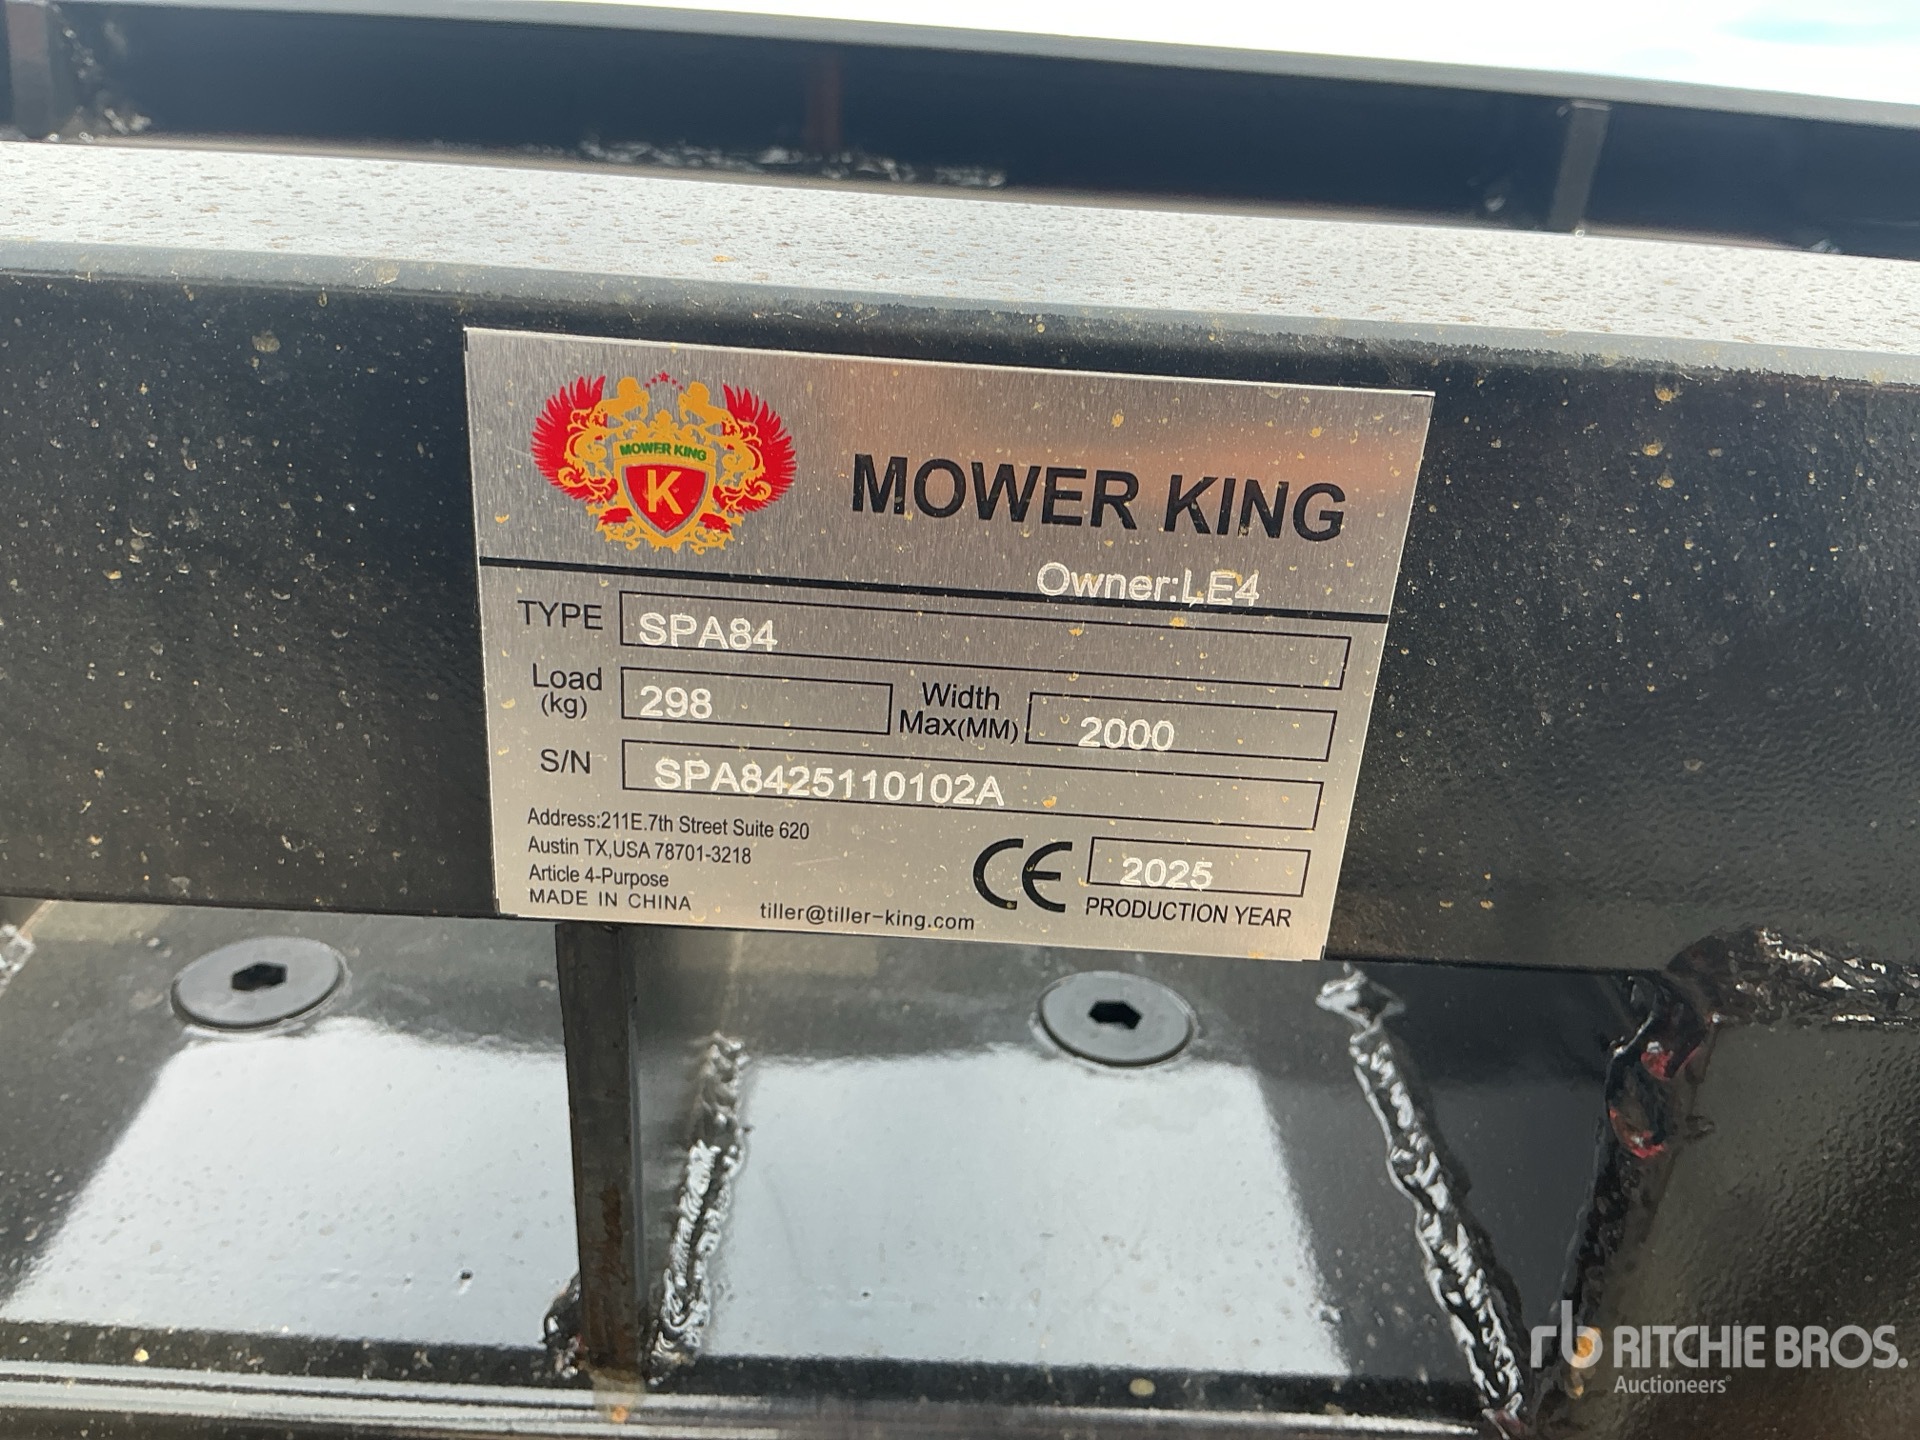 MOWER KING
K
MOWER KING
Owner:LE4
TYPE SPA84
Load (kg) 298 Width Max(MM) 2000
S/N SPA8425110102A
Address:211E.7th Street Suite 620
Austin TX,USA 78701-3218
Article 4-Purpose
MADE IN CHINA
tiller@tiller-king.com
CE 2025
PRODUCTION YEAR
rb RITCHIE BROS.
Auctioneers